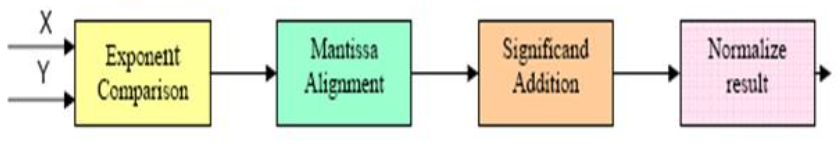 X
Y
Exponent
Comparison
Mantissa
Alignment
Significand
Addition
Normalize
result